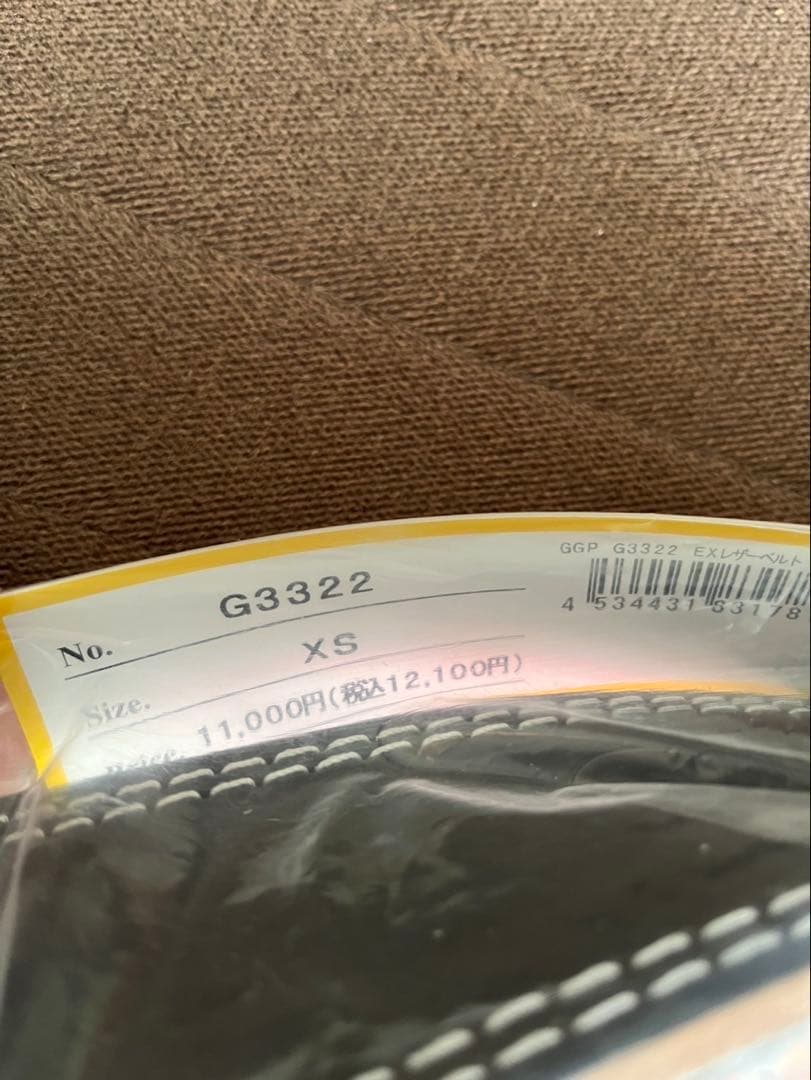 GGP G3322 EXレザーベルト
No. G3322
4 534431
Size. XS
Price. 11,000円(税込12,100円)